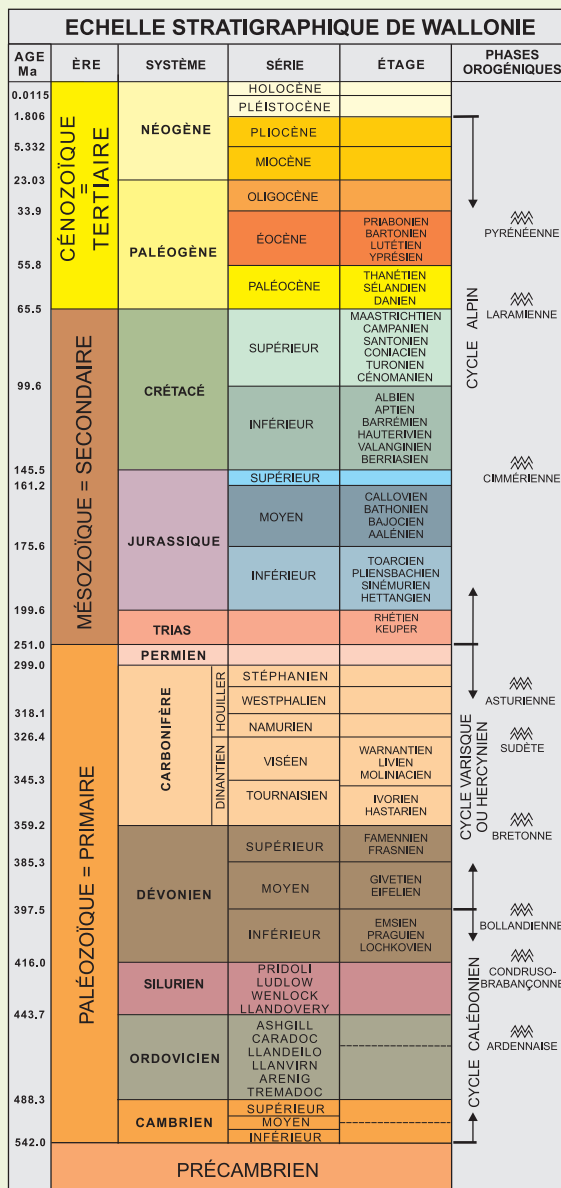 ECHELLE STRATIGRAPHIQUE DE WALLONIE
AGE
Ma
ÈRE
SYSTÈME
SÉRIE
ÉTAGE
PHASES
OROGÉNIQUES
0.0115
1.806
5.332
23.03
33.9
55.8
65.5
99.6
145.5
161.2
175.6
199.6
251.0
299.0
318.1
326.4
345.3
359.2
385.3
397.5
416.0
443.7
488.3
542.0
CÉNOZOÏQUE
=
TERTIAIRE
MÉSOZOÏQUE = SECONDAIRE
PALÉOZOÏQUE = PRIMAIRE
NÉOGÈNE
PALÉOGÈNE
CRÉTACÉ
JURASSIQUE
TRIAS
PERMIEN
CARBONIFÈRE
HOUILLER
DINANTIEN
DÉVONIEN
SILURIEN
ORDOVICIEN
CAMBRIEN
HOLOCÈNE
PLÉISTOCÈNE
PLIOCÈNE
MIOCÈNE
OLIGOCÈNE
ÉOCÈNE
PALÉOCÈNE
SUPÉRIEUR
INFÉRIEUR
SUPÉRIEUR
MOYEN
INFÉRIEUR
STÉPHANIEN
WESTPHALIEN
NAMURIEN
VISÉEN
TOURNAISIEN
SUPÉRIEUR
MOYEN
INFÉRIEUR
PRIDOLI
LUDLOW
WENLOCK
LLANDOVERY
ASHGILL
CARADOC
LLANDEILO
LLANVIRN
ARENIG
TREMADOC
SUPÉRIEUR
MOYEN
INFÉRIEUR
PRIABONIEN
BARTONIEN
LUTÉTIEN
YPRÉSIEN
THANÉTIEN
SÉLANDIEN
DANIEN
MAASTRICHTIEN
CAMPANIEN
SANTONIEN
CONIACIEN
TURONIEN
CÉNOMANIEN
ALBIEN
APTIEN
BARRÉMIEN
HAUTERIVIEN
VALANGINIEN
BERRIASIEN
CALLOVIEN
BATHONIEN
BAJOCIEN
AALÉNIEN
TOARCIEN
PLIENSBACHIEN
SINÉMURIEN
HETTANGIEN
RHÉTIEN
KEUPER
WARNANTIEN
LIVIEN
MOLINIACIEN
IVORIEN
HASTARIEN
FAMENNIEN
FRASNIEN
GIVETIEN
EIFELIEN
EMSIEN
PRAGUIEN
LOCHKOVIEN
CYCLE ALPIN
CYCLE VARISQUE
OU HERCYNIEN
CYCLE CALÉDONIEN
PYRÉNÉENNE
LARAMIENNE
CIMMÉRIENNE
ASTURIENNE
SUDÈTE
BRETONNE
BOLLANDIENNE
CONDRUSO-
BRABANÇONNE
ARDENNAISE
PRÉCAMBRIEN